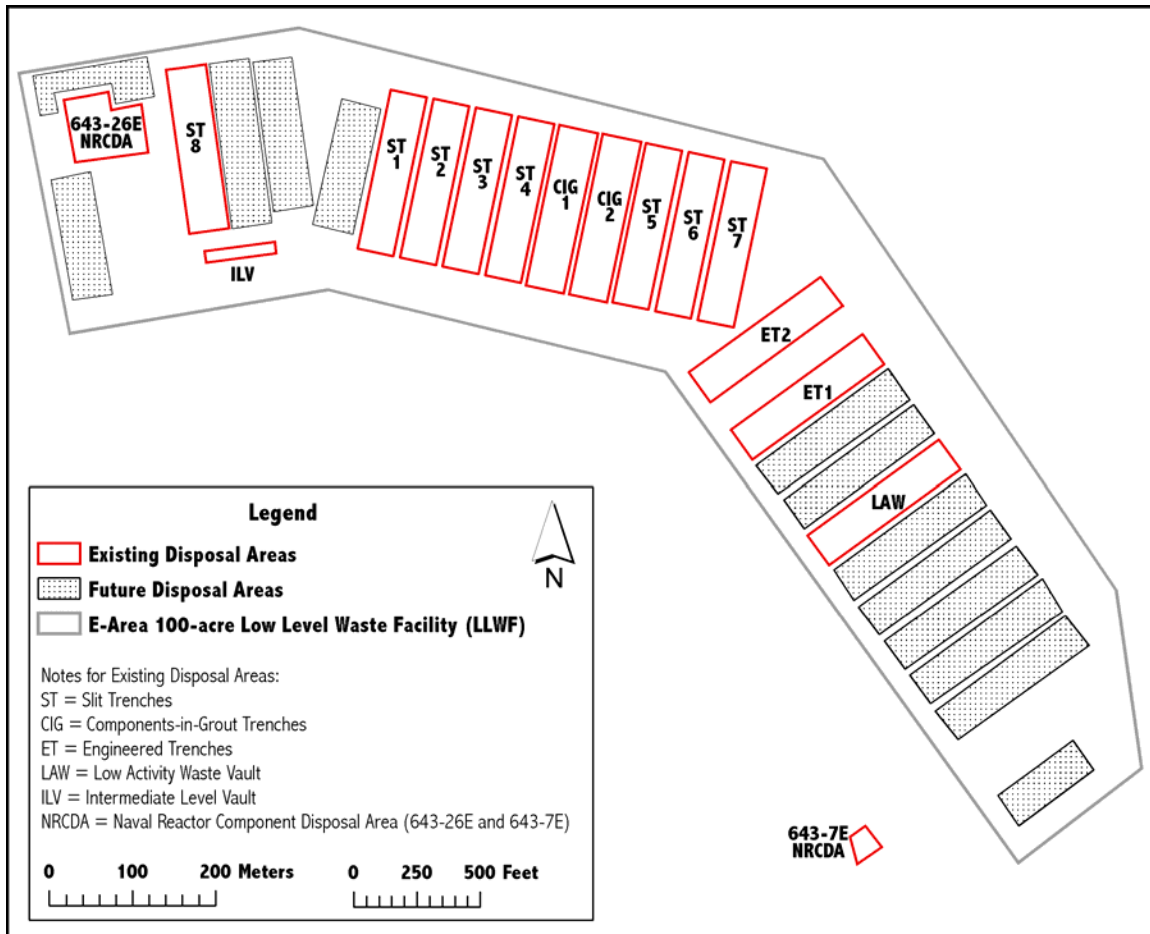 643-26E
NRCDA
ST
8
ILV
ST
1
ST
2
ST
3
ST
4
CIG
1
CIG
2
ST
5
ST
6
ST
7
ET2
ET1
LAW
643-7E
NRCDA
Legend
Existing Disposal Areas
Future Disposal Areas
E-Area 100-acre Low Level Waste Facility (LLWF)
N
Notes for Existing Disposal Areas:
ST = Slit Trenches
CIG = Components-in-Grout Trenches
ET = Engineered Trenches
LAW = Low Activity Waste Vault
ILV = Intermediate Level Vault
NRCDA = Naval Reactor Component Disposal Area (643-26E and 643-7E)
0 100 200 Meters
0 250 500 Feet